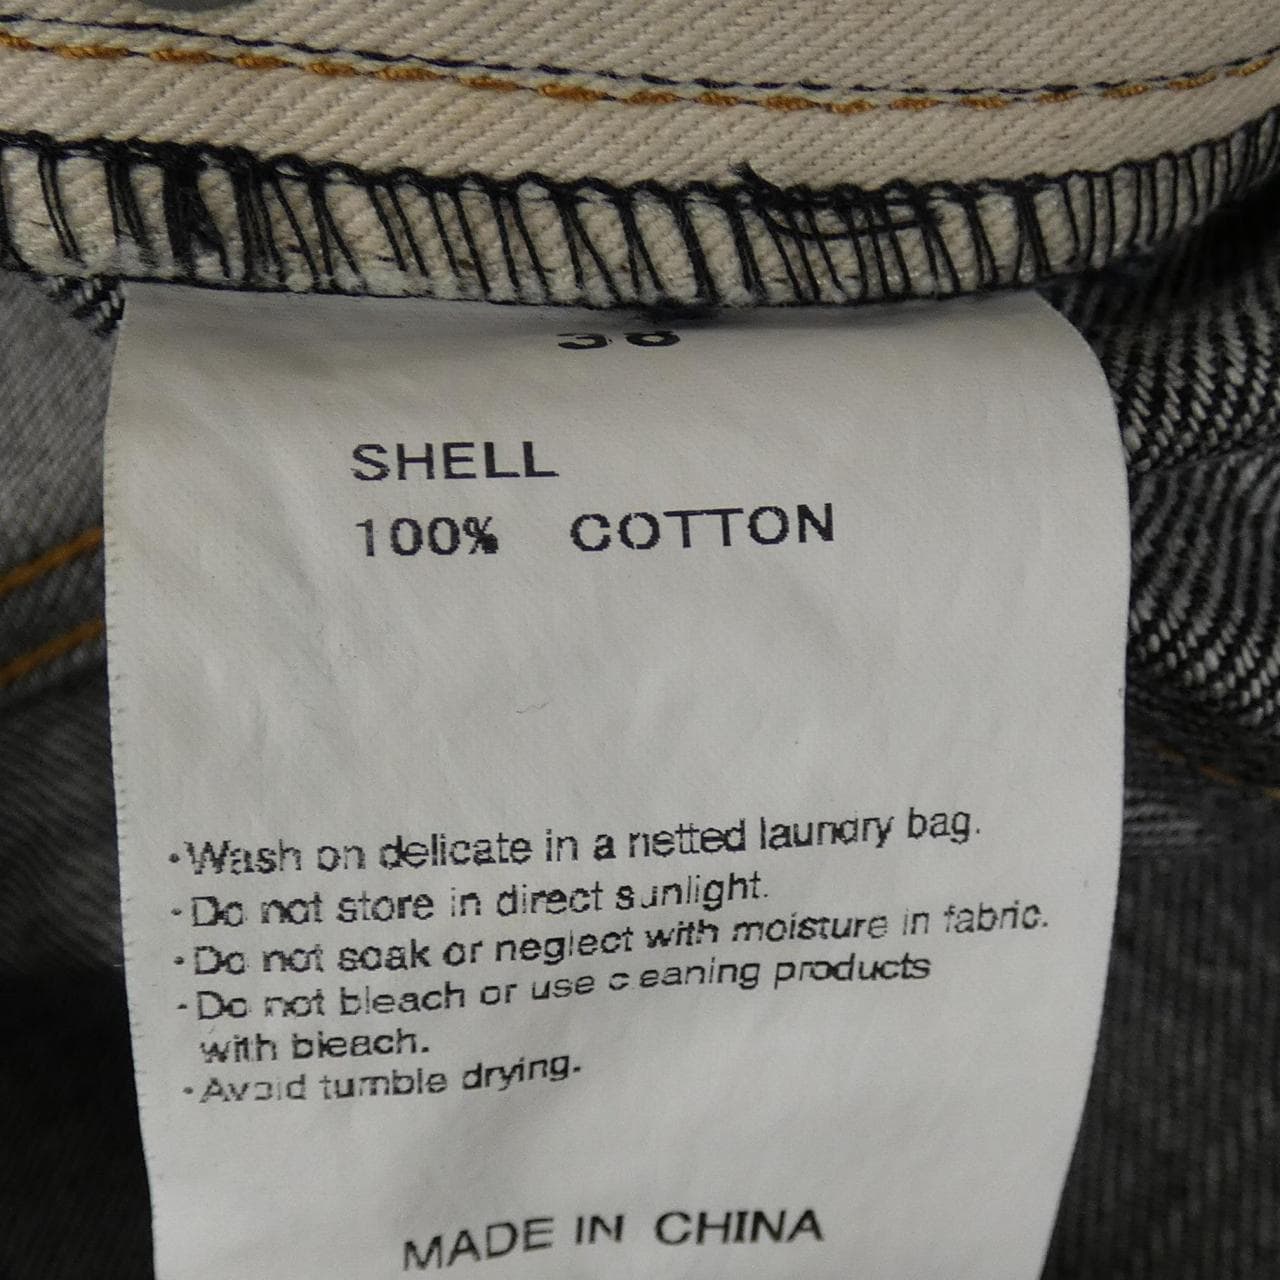 38
SHELL
100% COTTON
·Wash on delicate in a netted laundry bag.
·Do not store in direct sunlight.
·Do not soak or neglect with moisture in fabric.
·Do not bleach or use cleaning products
with bleach.
·Avoid tumble drying.
MADE IN CHINA